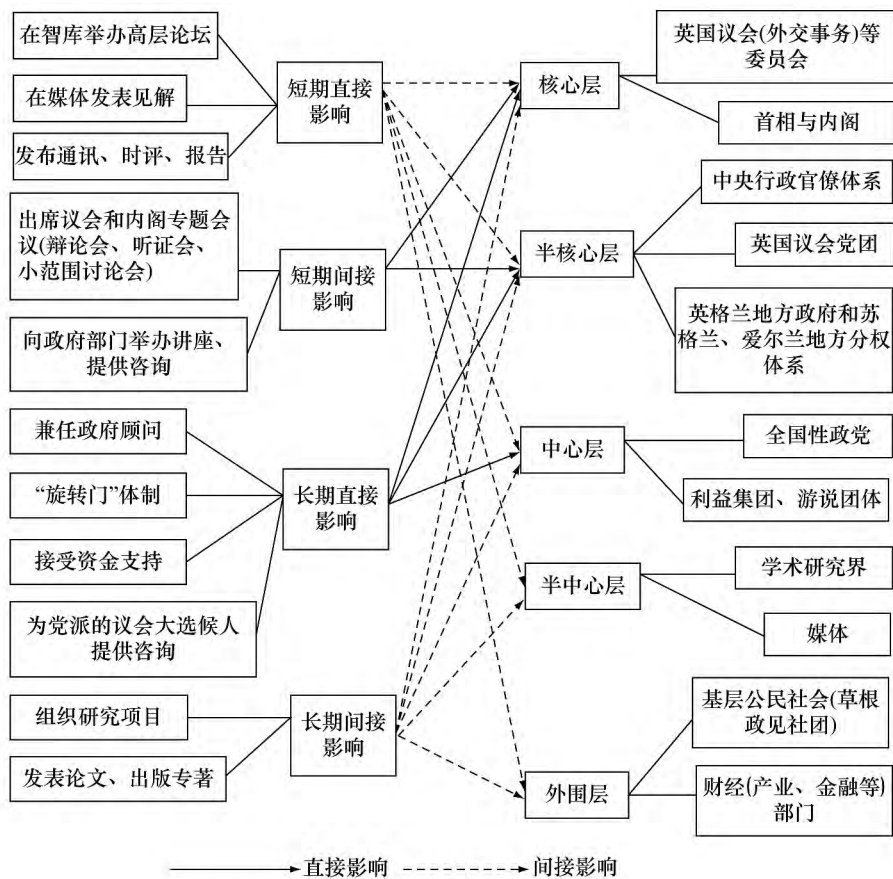 在智库举办高层论坛
在媒体发表见解
发布通讯、时评、报告
短期直接
影响
出席议会和内阁专题会
议(辩论会、听证会、
小范围讨论会)
向政府部门举办讲座、
提供咨询
短期间接
影响
兼任政府顾问
“旋转门”体制
接受资金支持
为党派的议会大选候人
提供咨询
长期直接
影响
组织研究项目
发表论文、出版专著
长期间接
影响
核心层
英国议会(外交事务)等
委员会
首相与内阁
半核心层
中央行政官僚体系
英国议会党团
英格兰地方政府和苏
格兰、爱尔兰地方分权
体系
中心层
全国性政党
利益集团、游说团体
半中心层
学术研究界
媒体
外围层
基层公民社会(草根
政见社团)
财经(产业、金融等)
部门
直接影响
间接影响